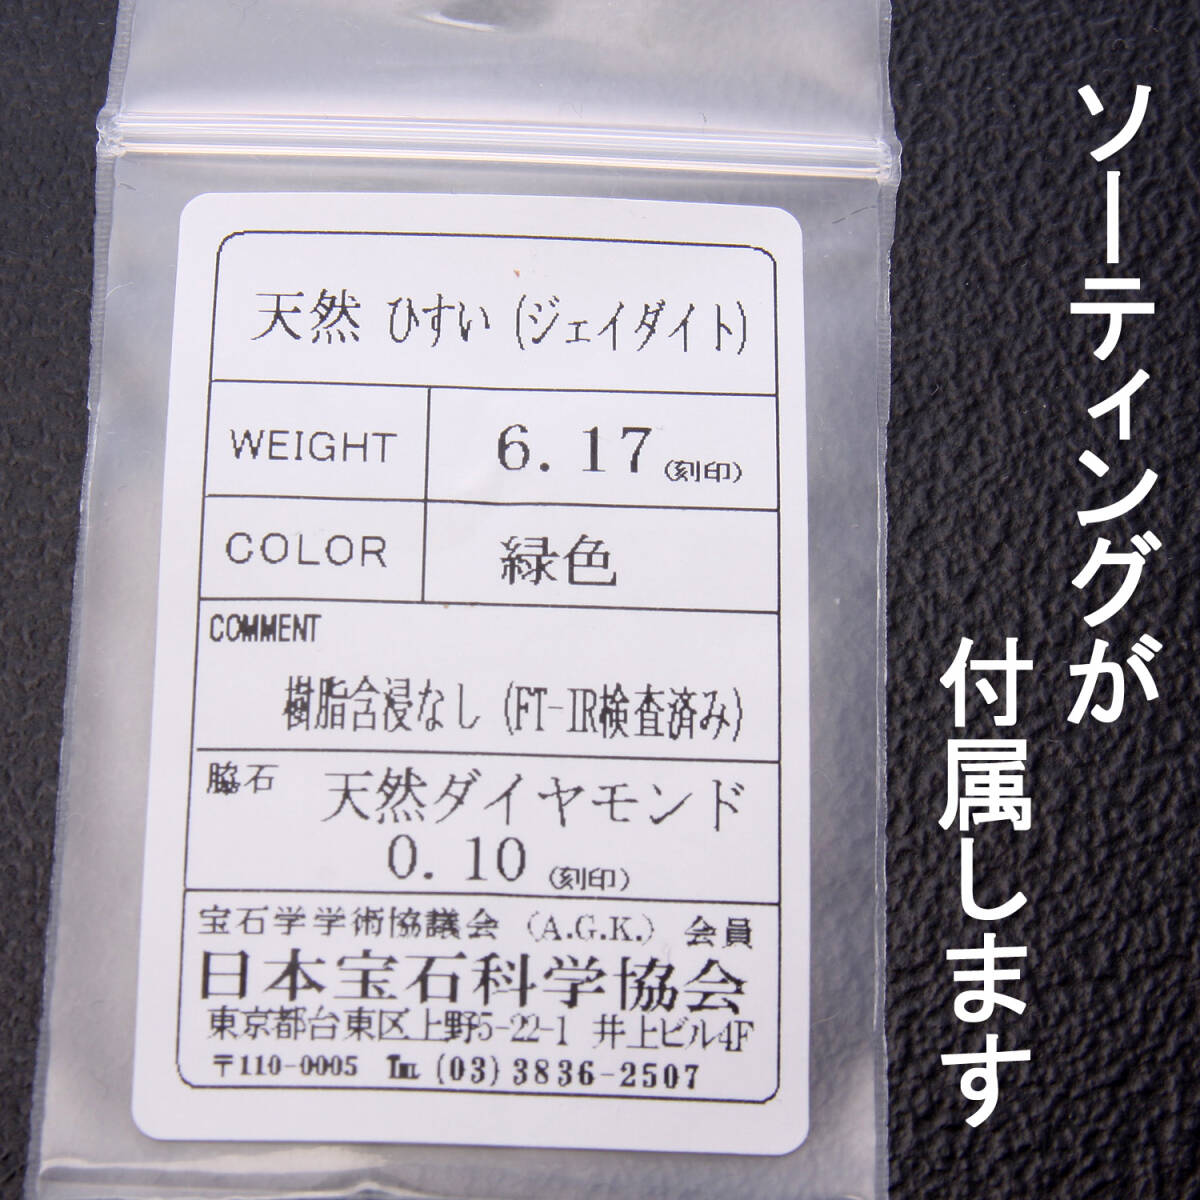 天然 ひすい (ジェイダイト)
WEIGHT 6.17 (刻印)
COLOR 緑色
COMMENT
樹脂含浸なし (FT-IR検査済み)
脇石 天然ダイヤモンド
0.10 (刻印)
宝石学学術協議会 (A.G.K.) 会員
日本宝石科学協会
東京都台東区上野5-22-1 井上ビル4F
〒110-0005 TEL (03) 3836-2507
ソーティングが
付属します